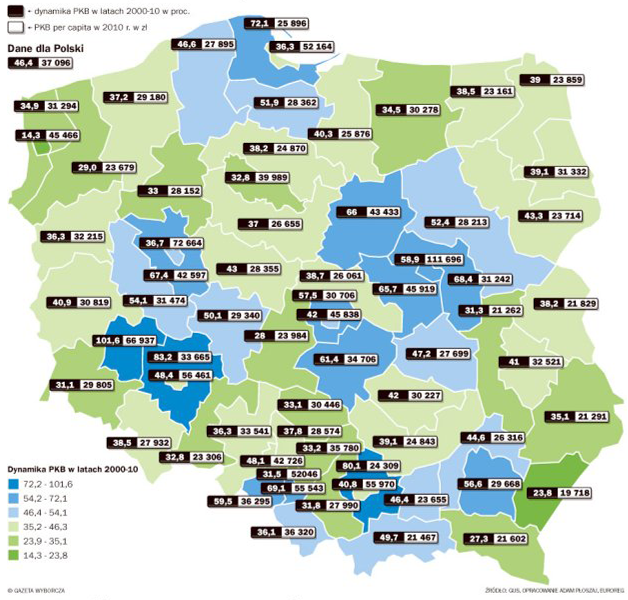 - dynamika PKB w latach 2000-10 w proc.
- PKB per capita w 2010 r. w zł
Dane dla Polski
46,4 37 096
72,1 25 896
46,6 27 895
36,3 52 164
39 23 859
37,2 29 180
38,5 23 161
34,9 31 294
51,9 28 362
34,5 30 278
14,3 45 466
40,3 25 876
38,2 24 870
29,0 23 679
39,1 31 332
32,8 39 989
33 28 152
66 43 433
43,3 23 714
37 26 655
52,4 28 213
36,3 32 215
36,7 72 664
58,9 111 696
43 28 355
67,4 42 597
38,7 26 061
68,4 31 242
65,7 45 919
57,5 30 706
40,9 30 819
54,1 31 474
38,2 21 829
31,3 21 262
50,1 29 340
42 45 838
28 23 984
101,6 66 937
47,2 27 699
83,2 33 665
61,4 34 706
41 32 521
48,4 56 461
31,1 29 805
42 30 227
33,1 30 446
35,1 21 291
36,3 33 541
37,8 28 574
44,6 26 316
38,5 27 932
39,1 24 843
33,2 35 780
32,8 23 306
48,1 42 726
80,1 24 309
31,5 52046
40,8 55 970
56,6 29 668
69,1 55 543
23,8 19 718
59,5 36 295
46,4 23 655
31,8 27 990
36,1 36 320
49,7 21 467
27,3 21 602
Dynamika PKB w latach 2000-10
72,2 - 101,6
54,2 - 72,1
46,4 - 54,1
35,2 - 46,3
23,9 - 35,1
14,3 - 23,8
© GAZETA WYBORCZA
ŹRÓDŁO: GUS, OPRACOWANIE ADAM PŁOSZAJ, EUROREG